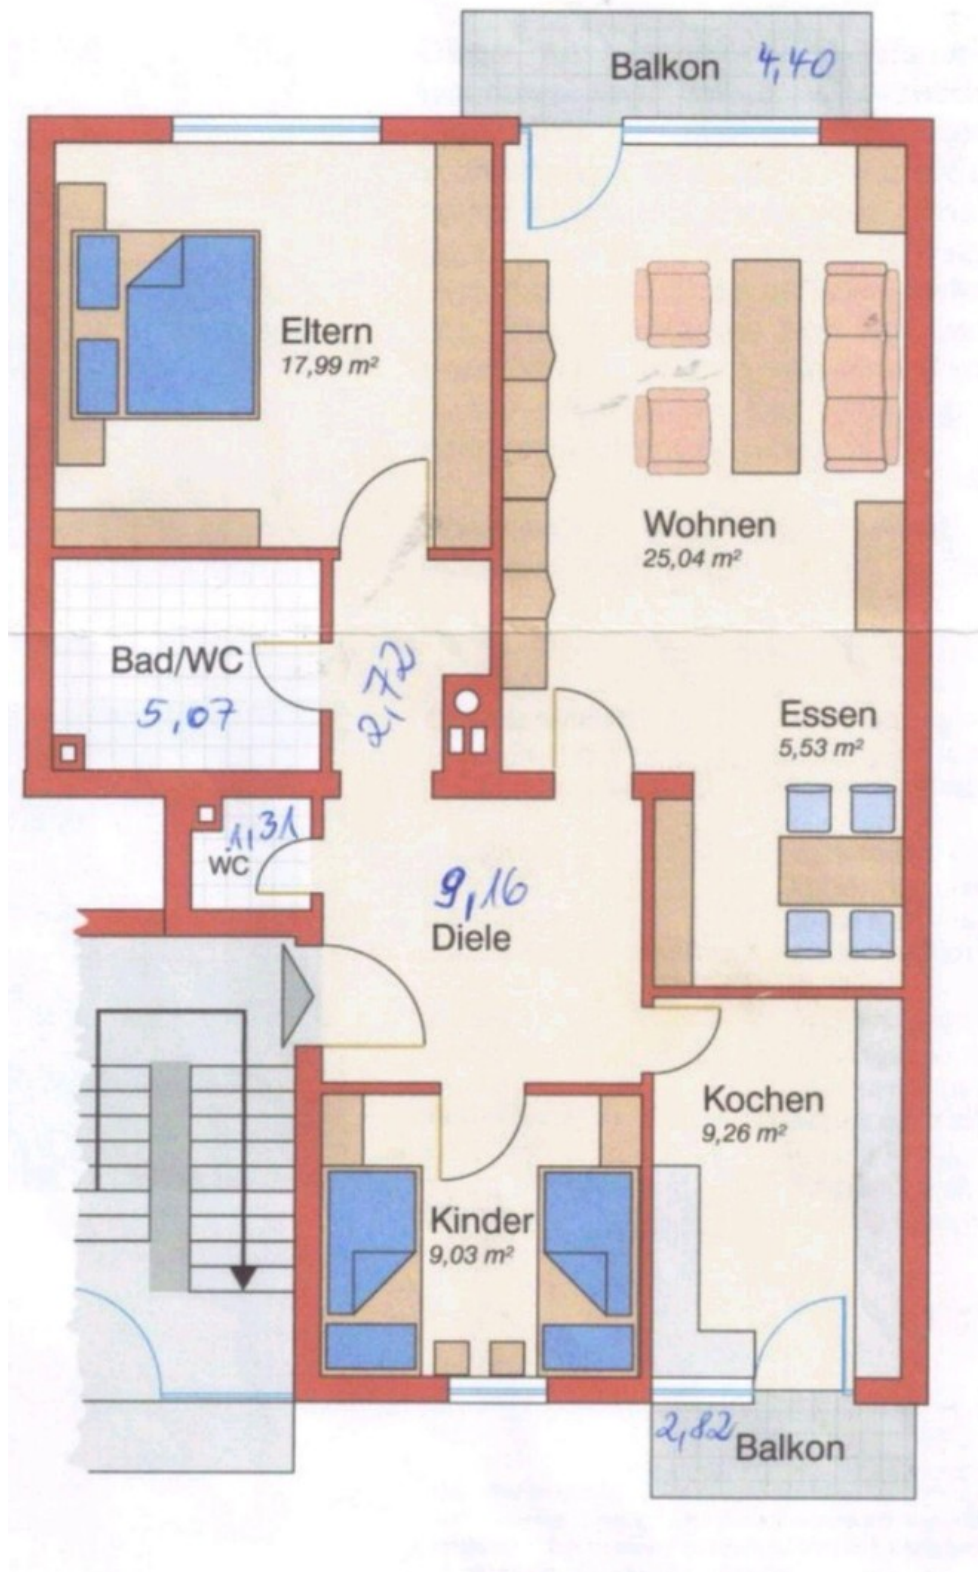 Balkon 4,40
Eltern
17,99 m²
Wohnen
25,04 m²
Bad/WC
5,07
2,72
Essen
5,53 m²
1,31
WC
9,16
Diele
Kochen
9,26 m²
Kinder
9,03 m²
2,82 Balkon